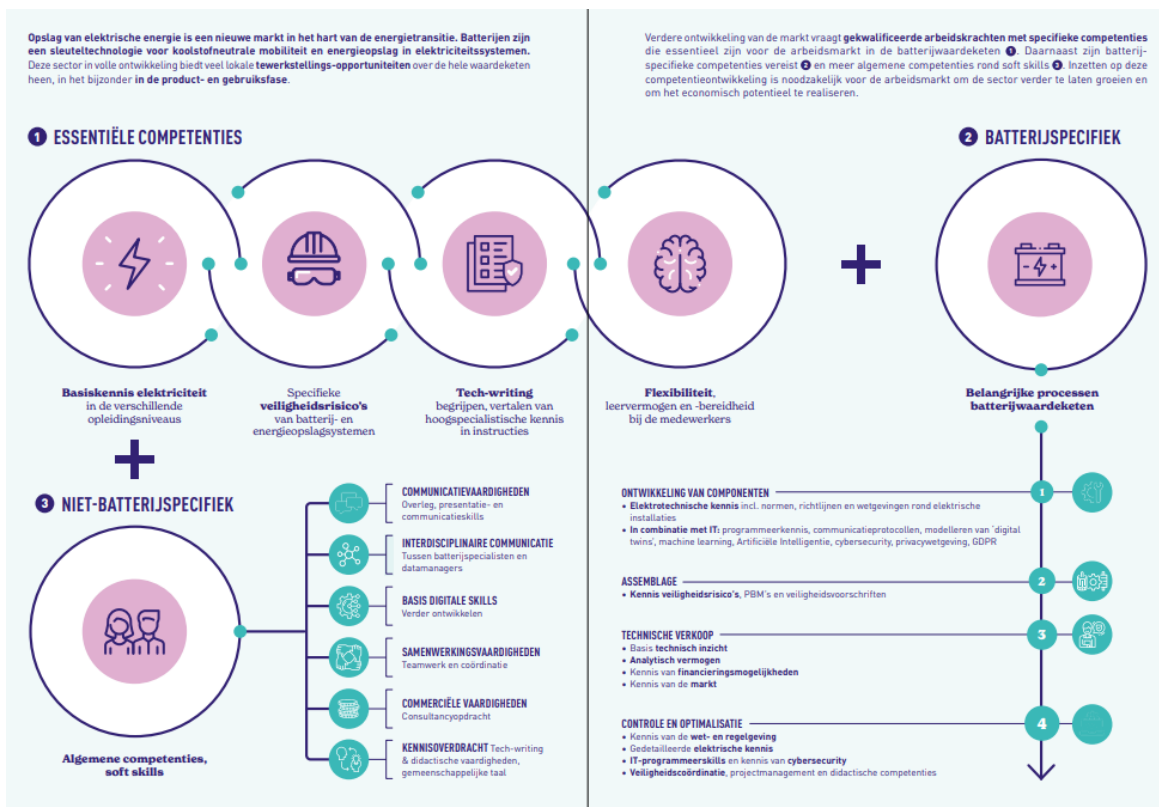 Opslag van elektrische energie is een nieuwe markt in het hart van de energietransitie. Batterijen zijn
een sleuteltechnologie voor koolstofneutrale mobiliteit en energieopslag in elektriciteitssystemen.
Deze sector in volle ontwikkeling biedt veel lokale tewerkstellings-opportuniteiten over de hele waardeketen
heen, in het bijzonder in de product- en gebruiksfase.
Verdere ontwikkeling van de markt vraagt gekwalificeerde arbeidskrachten met specifieke competenties
die essentieel zijn voor de arbeidsmarkt in de batterijwaardeketen 1. Daarnaast zijn batterij-
specifieke competenties vereist 2 en meer algemene competenties rond soft skills 3. Inzetten op deze
competentieontwikkeling is noodzakelijk voor de arbeidsmarkt om de sector verder te laten groeien en
om het economisch potentieel te realiseren.
1 ESSENTIËLE COMPETENTIES
Basiskennis elektriciteit
in de verschillende
opleidingsniveaus
Specifieke
veiligheidsrisico's
van batterij- en
energieopslagsystemen
Tech-writing
begrijpen, vertalen van
hoogspecialistische kennis
in instructies
Flexibiliteit,
leervermogen en -bereidheid
bij de medewerkers
2 BATTERIJSPECIFIEK
Belangrijke processen
batterijwaardeketen
ONTWIKKELING VAN COMPONENTEN 1
• Elektrotechnische kennis incl. normen, richtlijnen en wetgevingen rond elektrische
installaties
• In combinatie met IT: programmeerkennis, communicatieprotocollen, modelleren van 'digital
twins', machine learning, Artificiële Intelligentie, cybersecurity, privacywetgeving, GDPR
ASSEMBLAGE 2
• Kennis veiligheidsrisico's, PBM's en veiligheidsvoorschriften
TECHNISCHE VERKOOP 3
• Basis technisch inzicht
• Analytisch vermogen
• Kennis van financieringsmogelijkheden
• Kennis van de markt
CONTROLE EN OPTIMALISATIE 4
• Kennis van de wet- en regelgeving
• Gedetailleerde elektrische kennis
• IT-programmeerskills en kennis van cybersecurity
• Veiligheidscoördinatie, projectmanagement en didactische competenties
3 NIET-BATTERIJSPECIFIEK
Algemene competenties,
soft skills
COMMUNICATIEVAARDIGHEDEN
Overleg, presentatie- en
communicatieskills
INTERDISCIPLINAIRE COMMUNICATIE
Tussen batterijspecialisten en
datamanagers
BASIS DIGITALE SKILLS
Verder ontwikkelen
SAMENWERKINGSVAARDIGHEDEN
Teamwerk en coördinatie
COMMERCIËLE VAARDIGHEDEN
Consultancyopdracht
KENNISOVERDRACHT Tech-writing
& didactische vaardigheden,
gemeenschappelijke taal